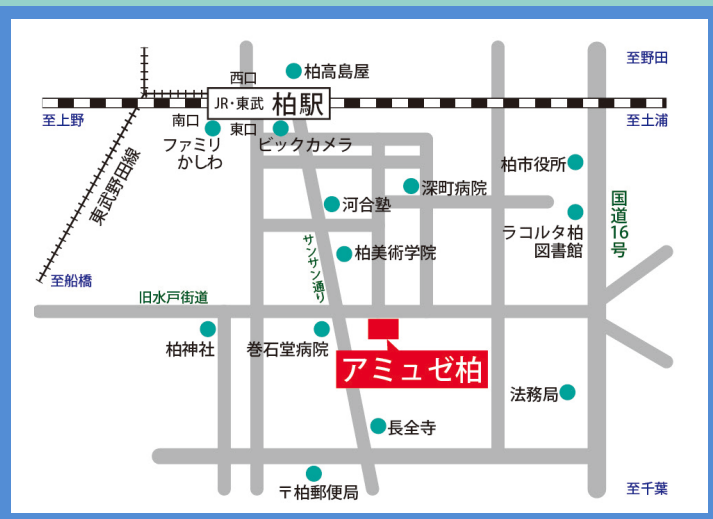 至野田
西口
柏高島屋
JR・東武 柏駅
至上野
南口
東口
至土浦
ファミリ
かしわ
ビックカメラ
東武野田線
柏市役所
深町病院
河合塾
国道16号
ラコルタ柏
図書館
サンサン通り
柏美術学院
至船橋
旧水戸街道
柏神社
巻石堂病院
アミュゼ柏
法務局
長全寺
〒柏郵便局
至千葉